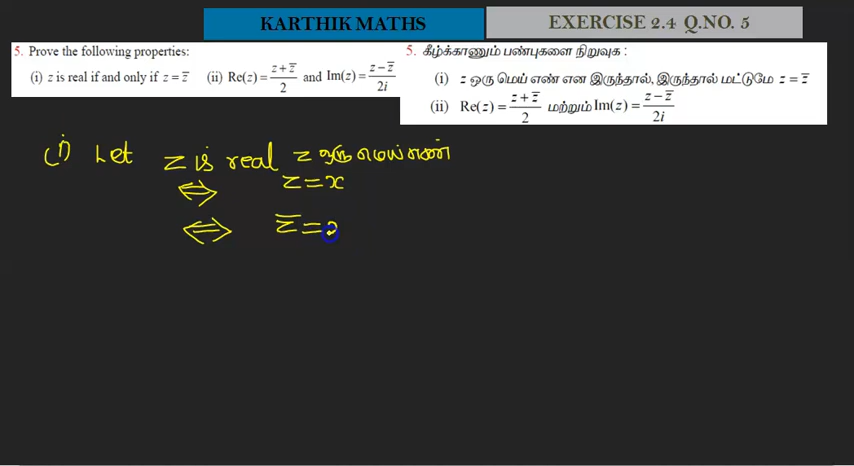 KARTHIK MATHS
EXERCISE 2.4 Q.NO. 5
5. Prove the following properties:
(i) z is real if and only if z = z̅ (ii) Re(z) = (z + z̅)/2 and Im(z) = (z − z̅)/2i
5. கீழ்க்காணும் பண்புகளை நிறுவுக :
(i) z ஒரு மெய் எண் என இருந்தால், இருந்தால் மட்டுமே z = z̅
(ii) Re(z) = (z + z̅)/2 மற்றும் Im(z) = (z − z̅)/2i
(i) Let z is real z ஒரு மெய் எண்
⇔ z = x
⇔ z̅ =